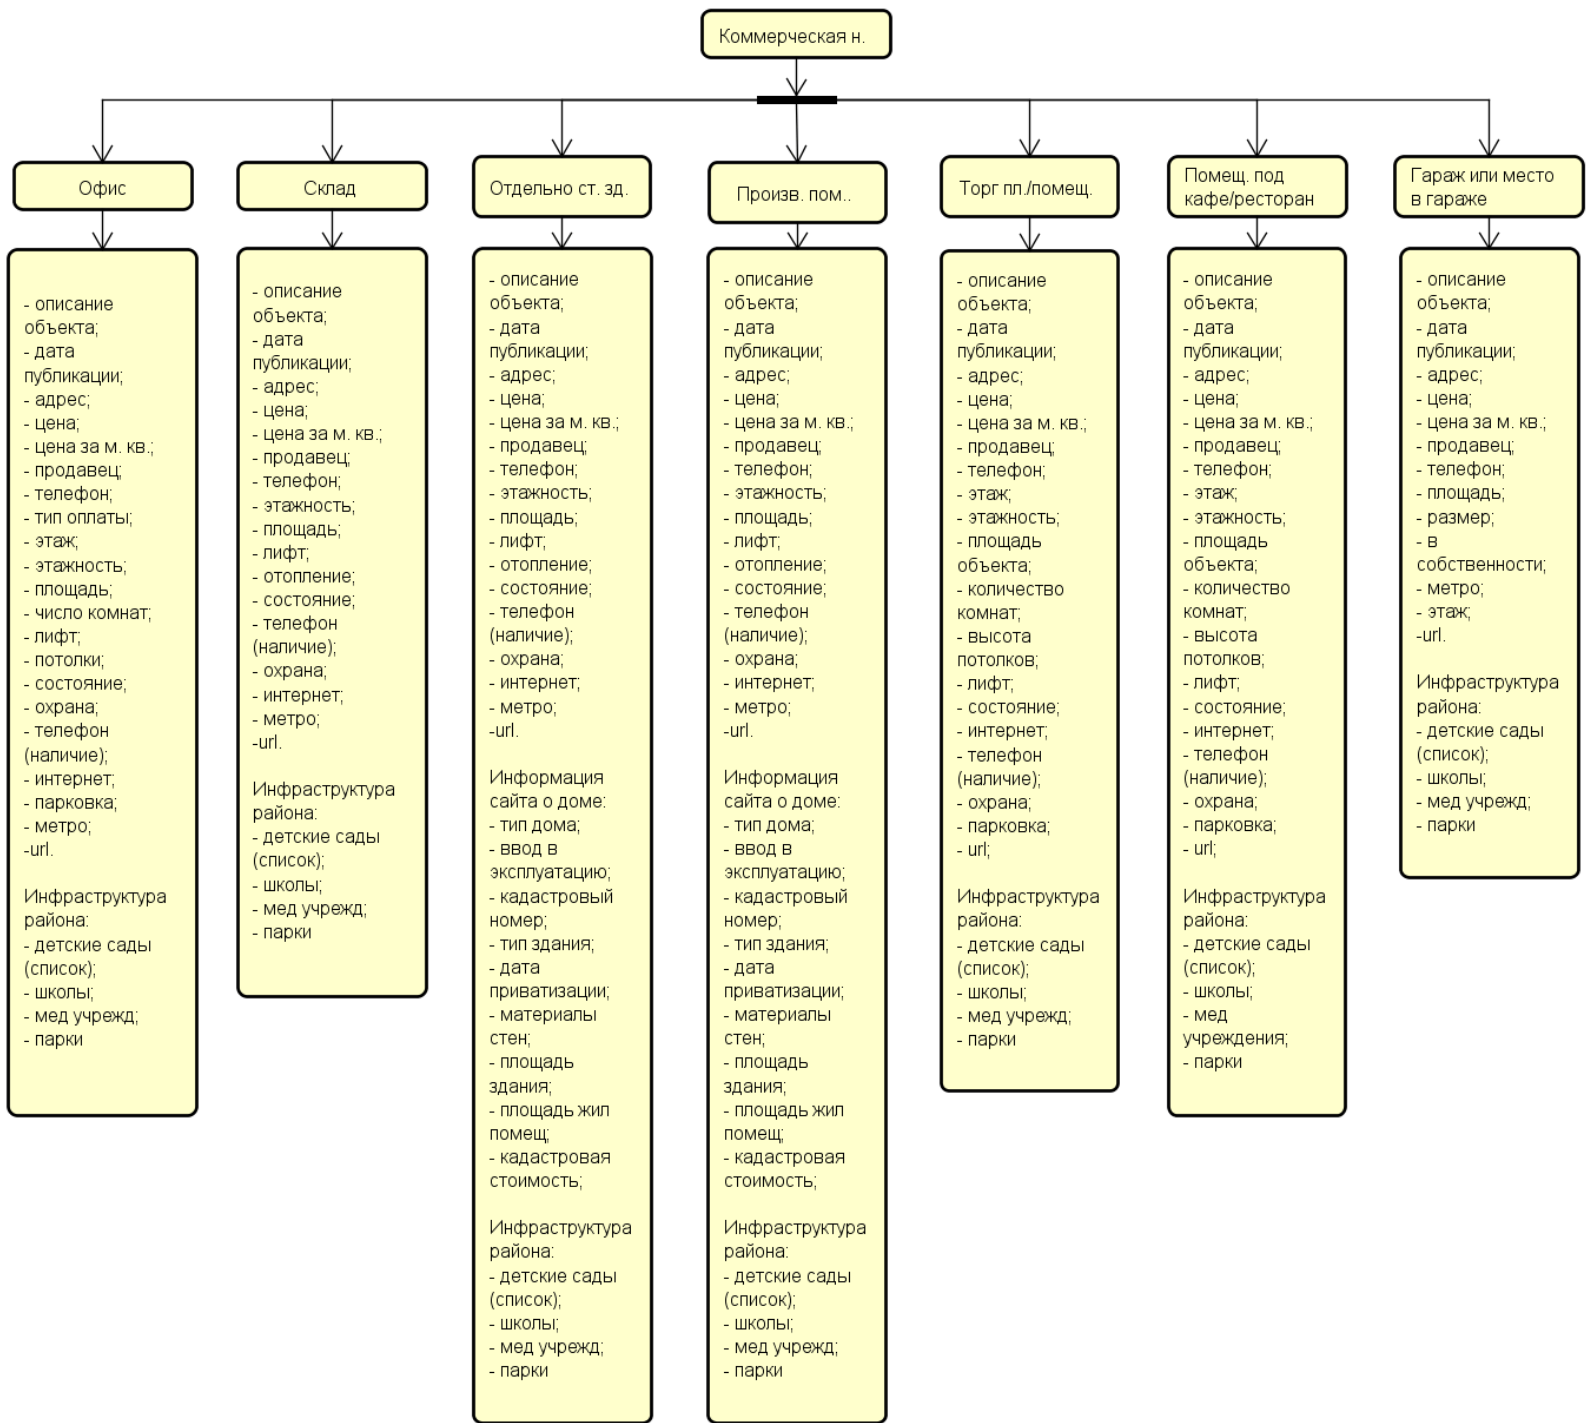 Коммерческая н.
Офис
Склад
Отдельно ст. зд.
Произв. пом..
Торг пл./помещ.
Помещ. под
кафе/ресторан
Гараж или место
в гараже
- описание
объекта;
- дата
публикации;
- адрес;
- цена;
- цена за м. кв.;
- продавец;
- телефон;
- тип оплаты;
- этаж;
- этажность;
- площадь;
- число комнат;
- лифт;
- потолки;
- состояние;
- охрана;
- телефон
(наличие);
- интернет;
- парковка;
- метро;
-url.
Инфраструктура
района:
- детские сады
(список);
- школы;
- мед учрежд;
- парки
- описание
объекта;
- дата
публикации;
- адрес;
- цена;
- цена за м. кв.;
- продавец;
- телефон;
- этажность;
- площадь;
- лифт;
- отопление;
- состояние;
- телефон
(наличие);
- охрана;
- интернет;
- метро;
-url.
Инфраструктура
района:
- детские сады
(список);
- школы;
- мед учрежд;
- парки
- описание
объекта;
- дата
публикации;
- адрес;
- цена;
- цена за м. кв.;
- продавец;
- телефон;
- этажность;
- площадь;
- лифт;
- отопление;
- состояние;
- телефон
(наличие);
- охрана;
- интернет;
- метро;
-url.
Информация
сайта о доме:
- тип дома;
- ввод в
эксплуатацию;
- кадастровый
номер;
- тип здания;
- дата
приватизации;
- материалы
стен;
- площадь
здания;
- площадь жил
помещ;
- кадастровая
стоимость;
Инфраструктура
района:
- детские сады
(список);
- школы;
- мед учрежд;
- парки
- описание
объекта;
- дата
публикации;
- адрес;
- цена;
- цена за м. кв.;
- продавец;
- телефон;
- этажность;
- площадь;
- лифт;
- отопление;
- состояние;
- телефон
(наличие);
- охрана;
- интернет;
- метро;
-url.
Информация
сайта о доме:
- тип дома;
- ввод в
эксплуатацию;
- кадастровый
номер;
- тип здания;
- дата
приватизации;
- материалы
стен;
- площадь
здания;
- площадь жил
помещ;
- кадастровая
стоимость;
Инфраструктура
района:
- детские сады
(список);
- школы;
- мед учрежд;
- парки
- описание
объекта;
- дата
публикации;
- адрес;
- цена;
- цена за м. кв.;
- продавец;
- телефон;
- этаж;
- этажность;
- площадь
объекта;
- количество
комнат;
- высота
потолков;
- лифт;
- состояние;
- интернет;
- телефон
(наличие);
- охрана;
- парковка;
- url;
Инфраструктура
района:
- детские сады
(список);
- школы;
- мед учрежд;
- парки
- описание
объекта;
- дата
публикации;
- адрес;
- цена;
- цена за м. кв.;
- продавец;
- телефон;
- этаж;
- этажность;
- площадь
объекта;
- количество
комнат;
- высота
потолков;
- лифт;
- состояние;
- интернет;
- телефон
(наличие);
- охрана;
- парковка;
- url;
Инфраструктура
района:
- детские сады
(список);
- школы;
- мед
учреждения;
- парки
- описание
объекта;
- дата
публикации;
- адрес;
- цена;
- цена за м. кв.;
- продавец;
- телефон;
- площадь;
- размер;
- в
собственности;
- метро;
- этаж;
-url.
Инфраструктура
района:
- детские сады
(список);
- школы;
- мед учрежд;
- парки